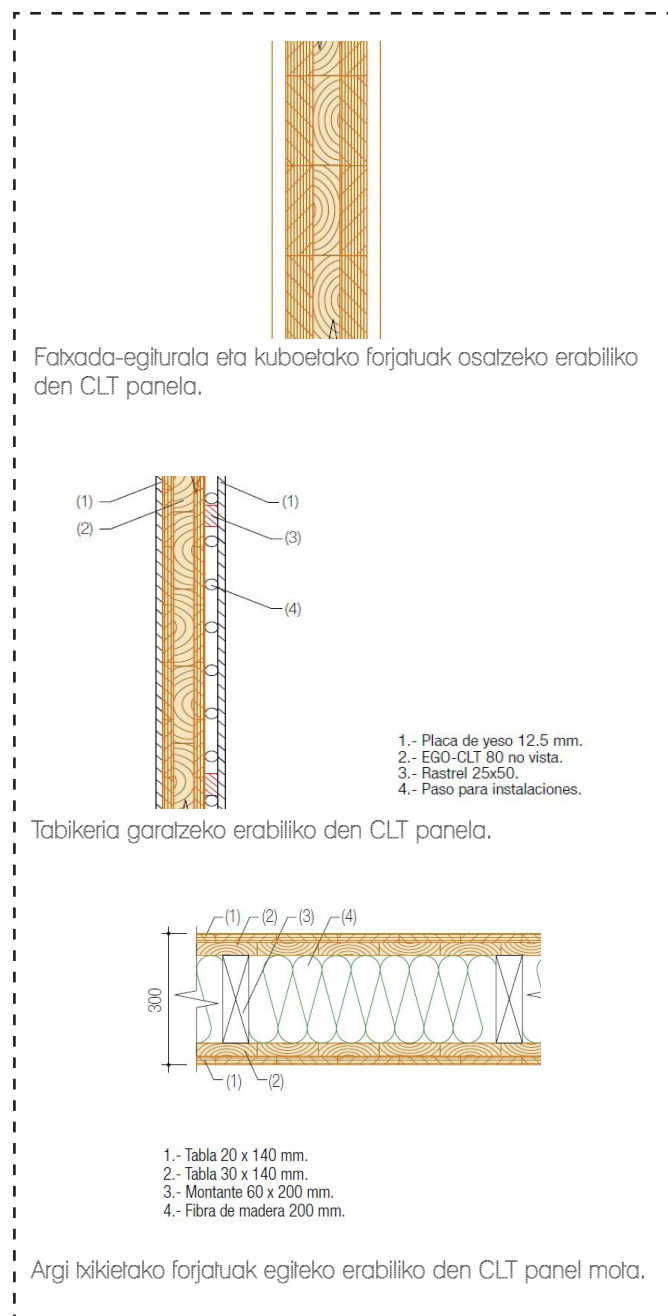 Fatxada-egiturala eta kuboetako forjatuak osatzeko erabiliko
den CLT panela.
(1)
(1)
(2)
(3)
(4)
1.- Placa de yeso 12.5 mm.
2.- EGO-CLT 80 no vista.
3.- Rastrel 25x50.
4.- Paso para instalaciones.
Tabikeria garatzeko erabiliko den CLT panela.
(1) (2) (3) (4)
300
(1) (2)
1.- Tabla 20 x 140 mm.
2.- Tabla 30 x 140 mm.
3.- Montante 60 x 200 mm.
4.- Fibra de madera 200 mm.
Argi txikietako forjatuak egiteko erabiliko den CLT panel mota.